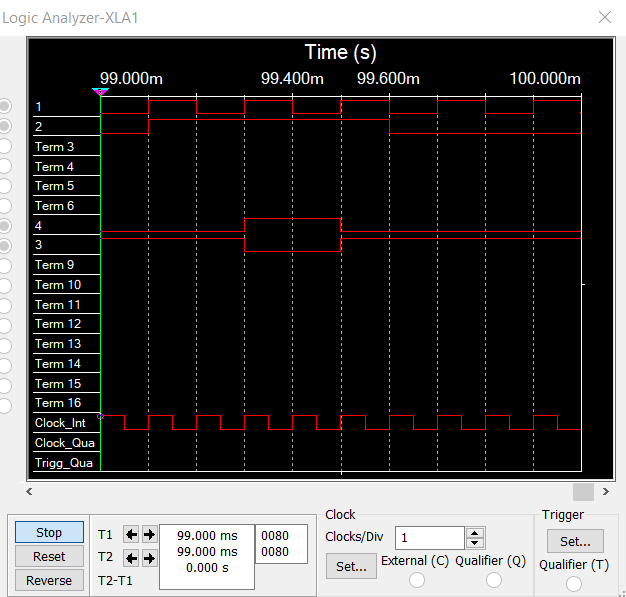 Logic Analyzer-XLA1
Time (s)
99.000m 99.400m 99.600m 100.000m
1
2
Term 3
Term 4
Term 5
Term 6
4
3
Term 9
Term 10
Term 11
Term 12
Term 13
Term 14
Term 15
Term 16
Clock_Int
Clock_Qua
Trigg_Qua
Stop
Reset
Reverse
T1
T2
T2-T1
99.000 ms
99.000 ms
0.000 s
0080
0080
Clock
Clocks/Div 1
Set...
External (C) Qualifier (Q)
Trigger
Set...
Qualifier (T)